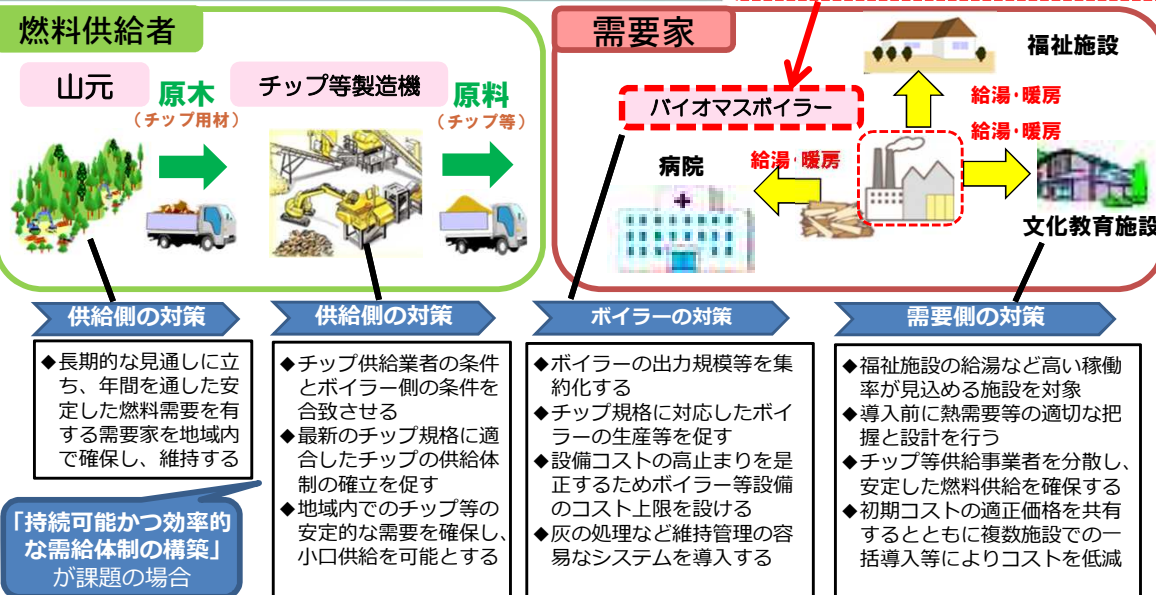 燃料供給者
山元
原木
（チップ用材）
チップ等製造機
原料
（チップ等）
需要家
バイオマスボイラー
福祉施設
給湯・暖房
給湯・暖房
病院
給湯・暖房
文化教育施設
供給側の対策
◆長期的な見通しに立
ち、年間を通した安
定した燃料需要を有
する需要家を地域内
で確保し、維持する
「持続可能かつ効率的
な需給体制の構築」
が課題の場合
供給側の対策
◆チップ供給業者の条件
とボイラー側の条件を
合致させる
◆最新のチップ規格に適
合したチップの供給体
制の確立を促す
◆地域内でのチップ等の
安定的な需要を確保し、
小口供給を可能とする
ボイラーの対策
◆ボイラーの出力規模等を集
約化する
◆チップ規格に対応したボイ
ラーの生産等を促す
◆設備コストの高止まりを是
正するためボイラー等設備
のコスト上限を設ける
◆灰の処理など維持管理の容
易なシステムを導入する
需要側の対策
◆福祉施設の給湯など高い稼働
率が見込める施設を対象
◆導入前に熱需要等の適切な把
握と設計を行う
◆チップ等供給事業者を分散し、
安定した燃料供給を確保する
◆初期コストの適正価格を共有
するとともに複数施設での一
括導入等によりコストを低減